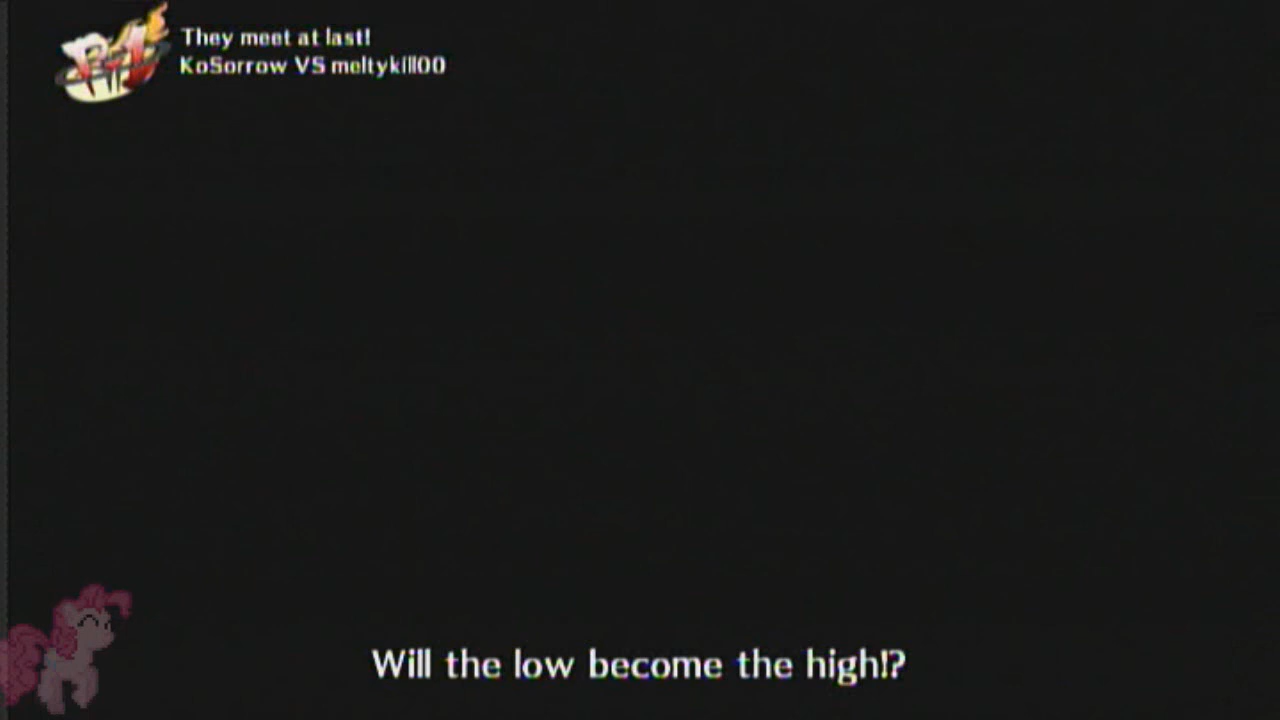 They meet at last!
KoSorrow VS meltykill00
Will the low become the high!?